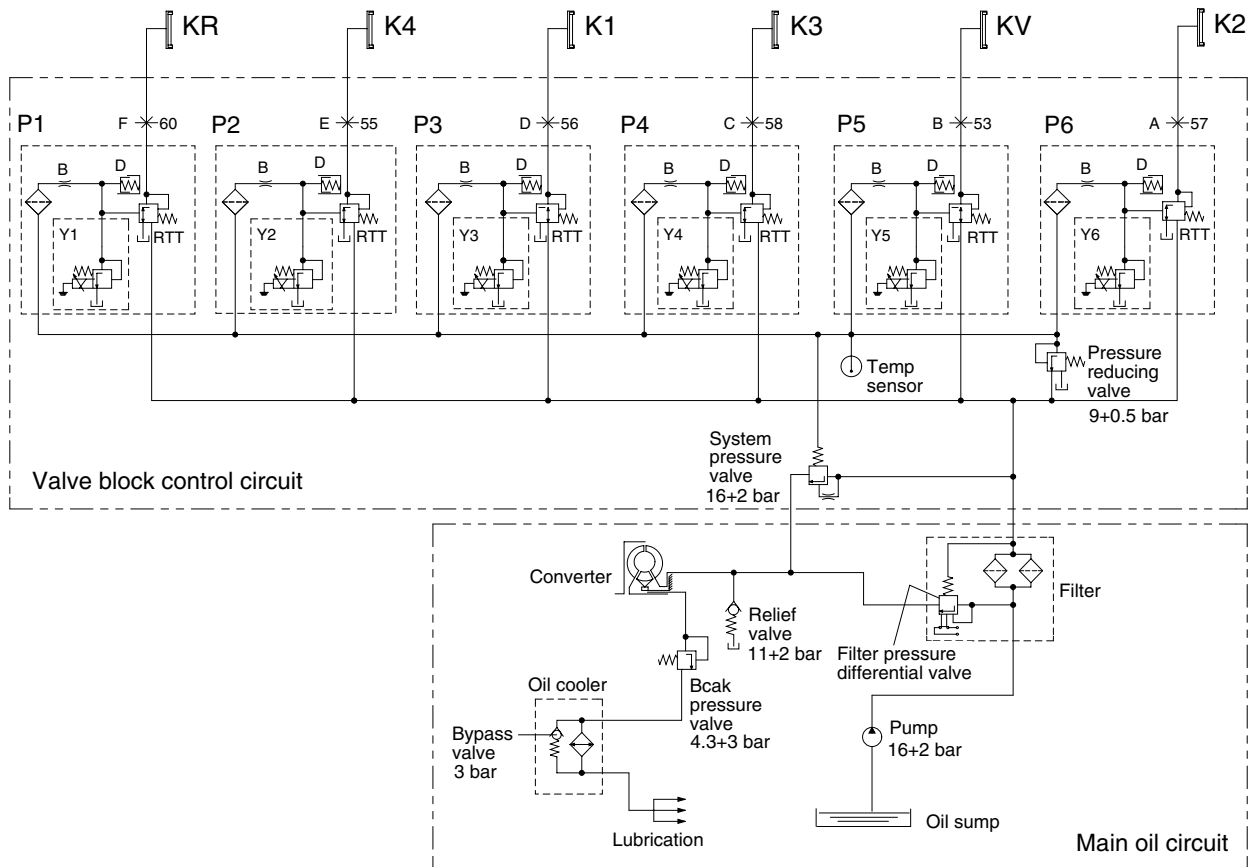 KR K4 K1 K3 KV K2
P1 F 60 P2 E 55 P3 D 56 P4 C 58 P5 B 53 P6 A 57
B D B D B D B D B D B D
Y1 RTT Y2 RTT Y3 RTT Y4 RTT Y5 RTT Y6 RTT
Temp
sensor
Pressure
reducing
valve
9+0.5 bar
System
pressure
valve
16+2 bar
Valve block control circuit
Converter
Relief
valve
11+2 bar
Filter
Filter pressure
differential valve
Oil cooler
Bcak
pressure
valve
4.3+3 bar
Bypass
valve
3 bar
Pump
16+2 bar
Lubrication
Oil sump
Main oil circuit